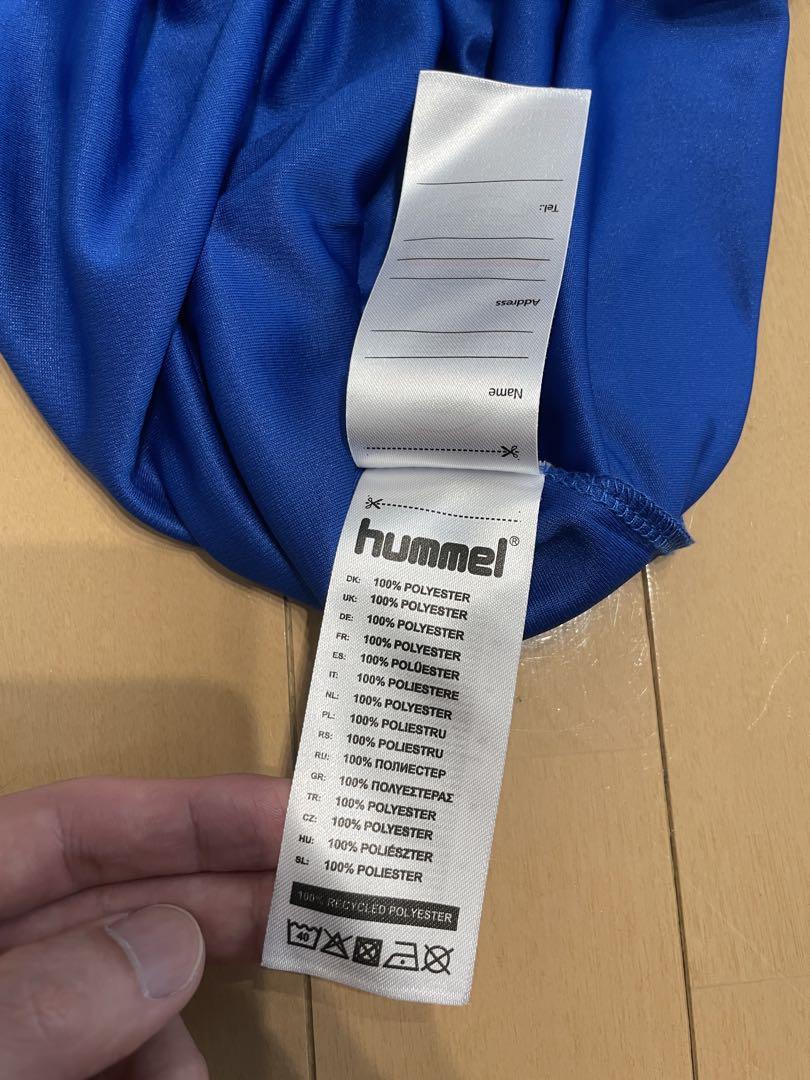 Tel.:
Address
Name
hummel®
DK: 100% POLYESTER
UK: 100% POLYESTER
DE: 100% POLYESTER
FR: 100% POLYESTER
ES: 100% POLÜESTER
IT: 100% POLIESTERE
NL: 100% POLYESTER
PL: 100% POLIESTRU
RS: 100% POLIESTRU
RU: 100% ПОЛИЕСТЕР
GR: 100% ΠΟΛΥΕΣΤΕΡΑΣ
TR: 100% POLYESTER
CZ: 100% POLYESTER
HU: 100% POLIÉSZTER
SL: 100% POLIESTER
100% RECYCLED POLYESTER
40